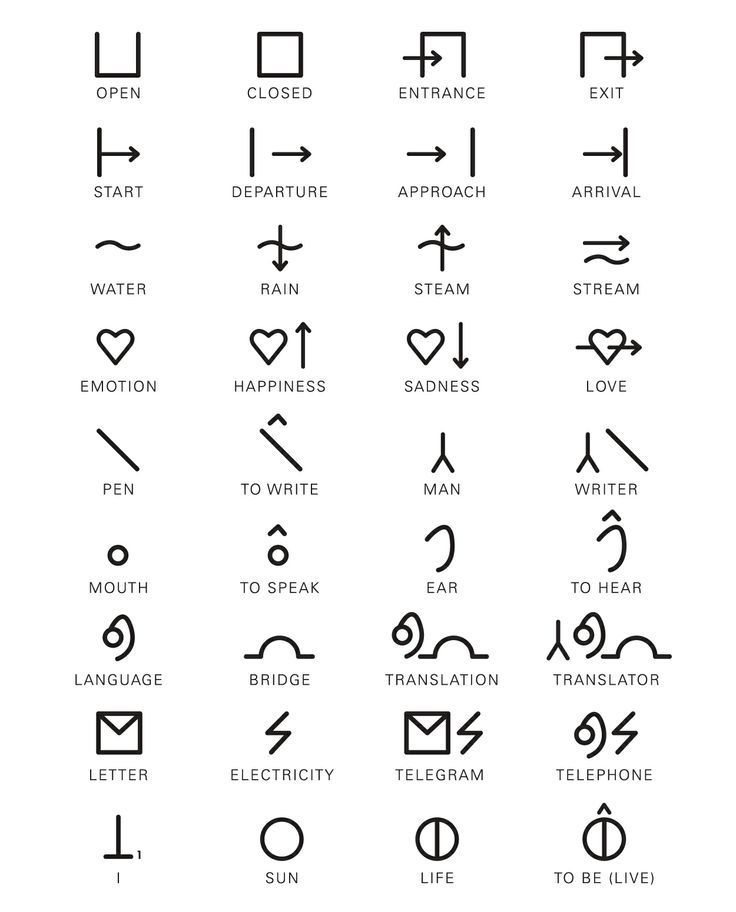 OPEN CLOSED ENTRANCE EXIT
START DEPARTURE APPROACH ARRIVAL
WATER RAIN STEAM STREAM
EMOTION HAPPINESS SADNESS LOVE
PEN TO WRITE MAN WRITER
MOUTH TO SPEAK EAR TO HEAR
LANGUAGE BRIDGE TRANSLATION TRANSLATOR
LETTER ELECTRICITY TELEGRAM TELEPHONE
1
I SUN LIFE TO BE (LIVE)